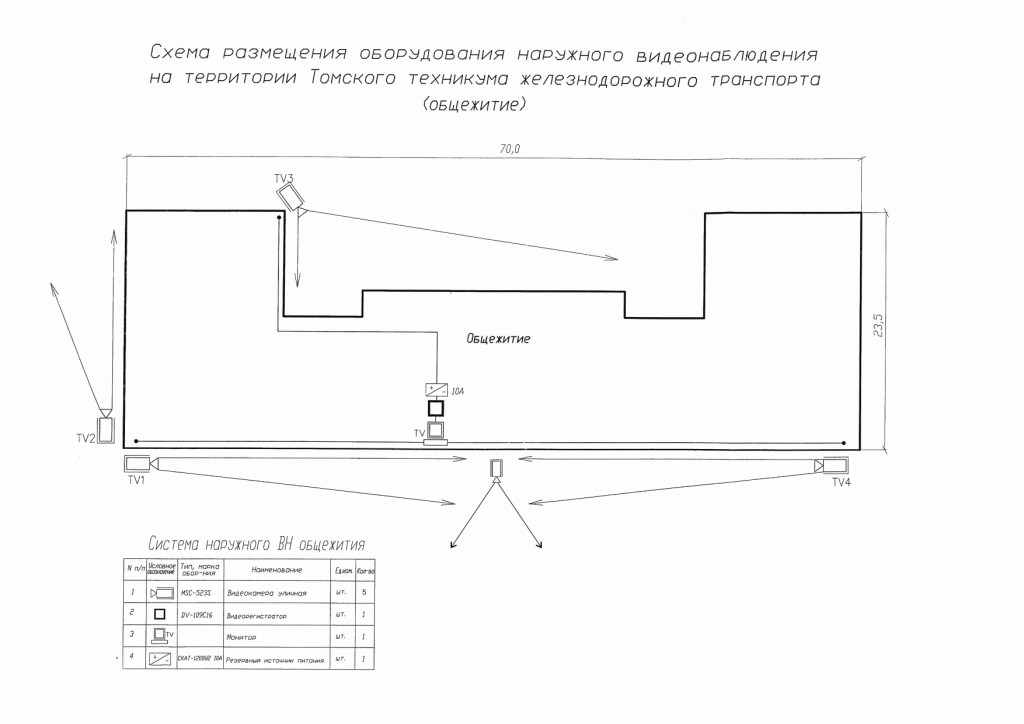 Схема размещения оборудования наружного видеонаблюдения
на территории Томского техникума железнодорожного транспорта
(общежитие)
70,0
TV3
23,5
Общежитие
10А
TV
TV2
TV1
TV4
Система наружного ВН общежития
N п/п Условное обозначение Тип, марка обор-ния Наименование Ед.изм. Кол-во
1 MSC-523S Видеокамера уличная шт. 5
2 DV-109C16 Видеорегистратор шт. 1
3 TV Монитор шт. 1
4 СКАТ-1200И2 10А Резервный источник питания шт. 1